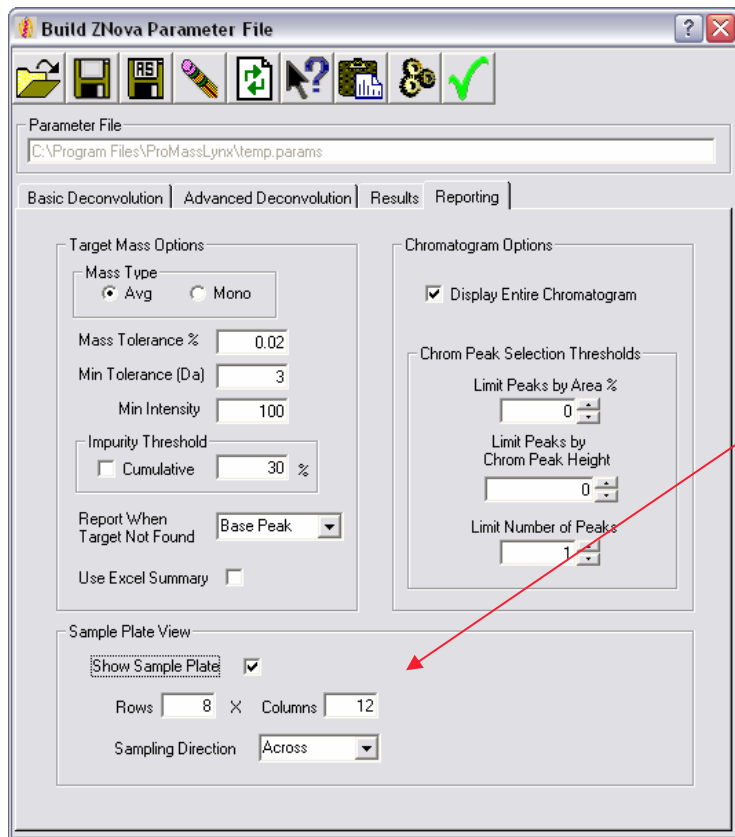 Build ZNova Parameter File
AS
Parameter File
C:\Program Files\ProMassLynx\temp.params
Basic Deconvolution
Advanced Deconvolution
Results
Reporting
Target Mass Options
Mass Type
Avg
Mono
Mass Tolerance %
0.02
Min Tolerance (Da)
3
Min Intensity
100
Impurity Threshold
Cumulative
30
%
Report When
Target Not Found
Base Peak
Use Excel Summary
Chromatogram Options
Display Entire Chromatogram
Chrom Peak Selection Thresholds
Limit Peaks by Area %
0
Limit Peaks by
Chrom Peak Height
0
Limit Number of Peaks
1
Sample Plate View
Show Sample Plate
Rows
8
X
Columns
12
Sampling Direction
Across